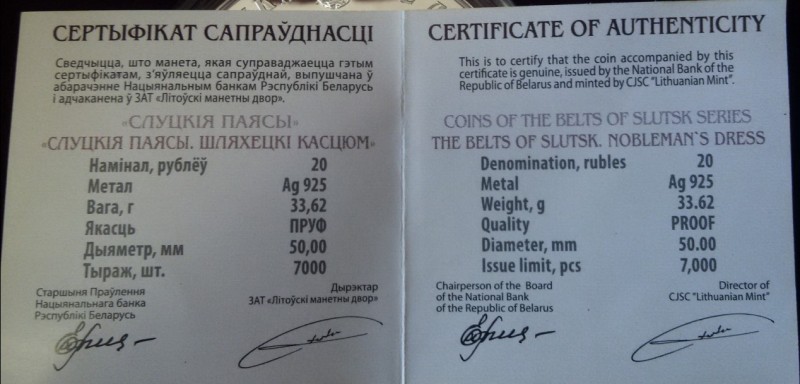 СЕРТЫФІКАТ САПРАЎДНАСЦІ
Сведчыцца, што манета, якая суправаджаецца гэтым
сертыфікатам, з'яўляецца сапраўднай, выпушчана ў
абарачэнне Нацыянальным банкам Рэспублікі Беларусь
і адчаканена ў ЗАТ «Літоўскі манетны двор».
«СЛУЦКІЯ ПАЯСЫ»
«СЛУЦКІЯ ПАЯСЫ. ШЛЯХЕЦКІ КАСЦЮМ»
Намінал, рублёў 20
Метал Ag 925
Вага, г 33,62
Якасць ПРУФ
Дыяметр, мм 50,00
Тыраж, шт. 7000
Старшыня Праўлення
Нацыянальнага банка
Рэспублікі Беларусь
Дырэктар
ЗАТ «Літоўскі манетны двор»
CERTIFICATE OF AUTHENTICITY
This is to certify that the coin accompanied by this
certificate is genuine, issued by the National Bank of the
Republic of Belarus and minted by CJSC "Lithuanian Mint".
COINS OF THE BELTS OF SLUTSK SERIES
THE BELTS OF SLUTSK. NOBLEMAN`S DRESS
Denomination, rubles 20
Metal Ag 925
Weight, g 33.62
Quality PROOF
Diameter, mm 50.00
Issue limit, pcs 7,000
Chairperson of the Board
of the National Bank
of the Republic of Belarus
Director of
CJSC "Lithuanian Mint"